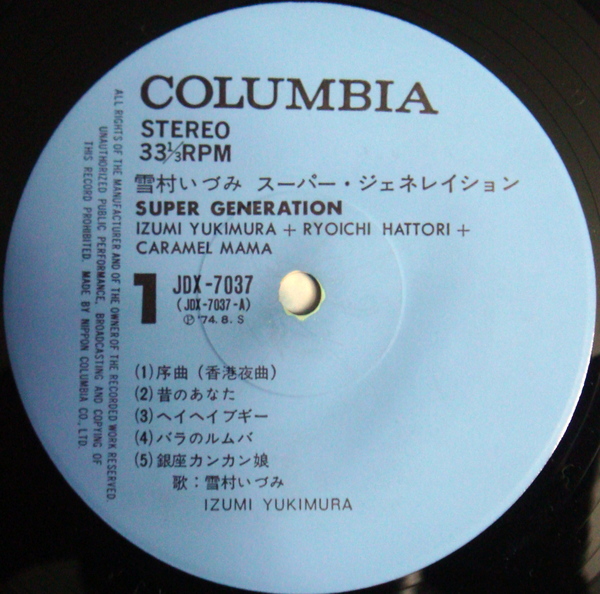 COLUMBIA
STEREO
33⅓RPM
雪村いづみ スーパー・ジェネレイション
SUPER GENERATION
IZUMI YUKIMURA + RYOICHI HATTORI +
CARAMEL MAMA
1
JDX-7037
(JDX-7037-A)
Ⓟ'74.8. S
(1)序曲 (香港夜曲)
(2)昔のあなた
(3)ヘイヘイブギー
(4)バラのルムバ
(5)銀座カンカン娘
歌：雪村いづみ
IZUMI YUKIMURA
ALL RIGHTS OF THE MANUFACTURER AND OF THE OWNER OF THE RECORDED WORK RESERVED.
UNAUTHORIZED PUBLIC PERFORMANCE, BROADCASTING AND COPYING OF
THIS RECORD PROHIBITED. MADE BY NIPPON COLUMBIA CO., LTD.